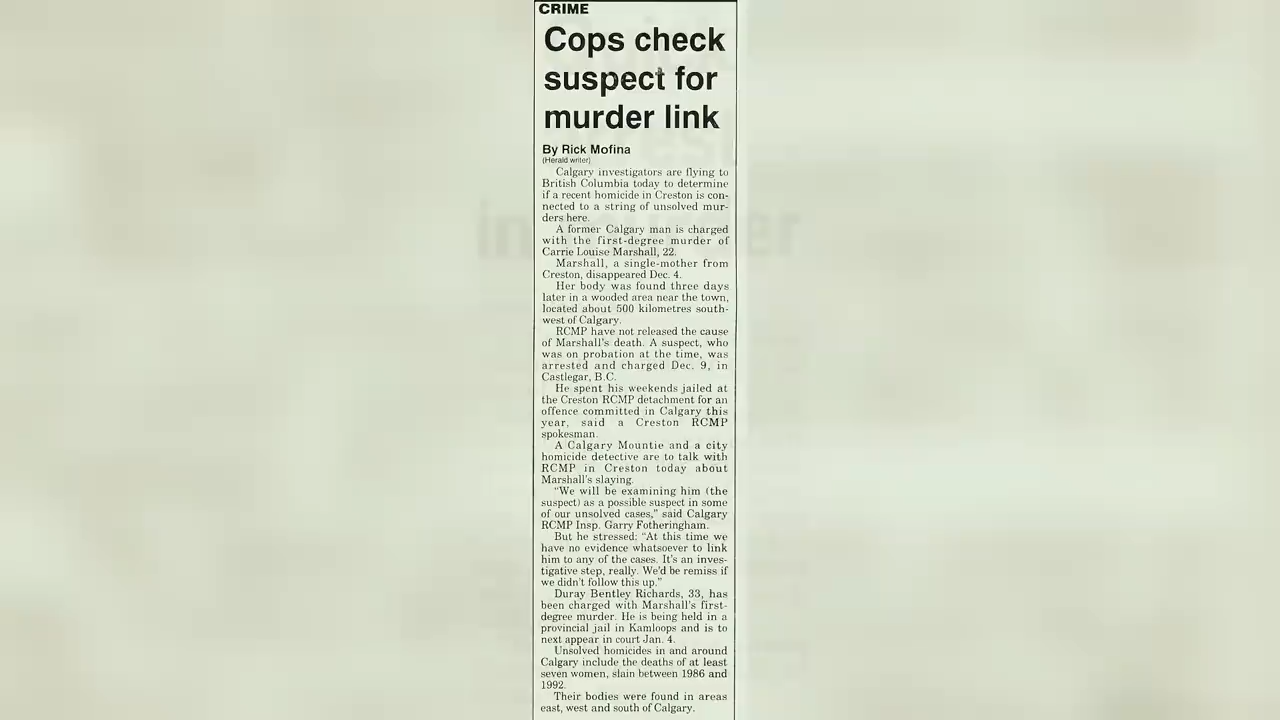 CRIME
Cops check
suspect for
murder link
By Rick Mofina
(Herald writer)
Calgary investigators are flying to
British Columbia today to determine
if a recent homicide in Creston is con-
nected to a string of unsolved mur-
ders here.
A former Calgary man is charged
with the first-degree murder of
Carrie Louise Marshall, 22.
Marshall, a single-mother from
Creston, disappeared Dec. 4.
Her body was found three days
later in a wooded area near the town,
located about 500 kilometres south-
west of Calgary.
RCMP have not released the cause
of Marshall's death. A suspect, who
was on probation at the time, was
arrested and charged Dec. 9, in
Castlegar, B.C.
He spent his weekends jailed at
the Creston RCMP detachment for an
offence committed in Calgary this
year, said a Creston RCMP
spokesman.
A Calgary Mountie and a city
homicide detective are to talk with
RCMP in Creston today about
Marshall's slaying.
"We will be examining him (the
suspect) as a possible suspect in some
of our unsolved cases," said Calgary
RCMP Insp. Garry Fotheringham.
But he stressed: "At this time we
have no evidence whatsoever to link
him to any of the cases. It's an inves-
tigative step, really. We'd be remiss if
we didn't follow this up."
Duray Bentley Richards, 33, has
been charged with Marshall's first-
degree murder. He is being held in a
provincial jail in Kamloops and is to
next appear in court Jan. 4.
Unsolved homicides in and around
Calgary include the deaths of at least
seven women, slain between 1986 and
1992.
Their bodies were found in areas
east, west and south of Calgary.